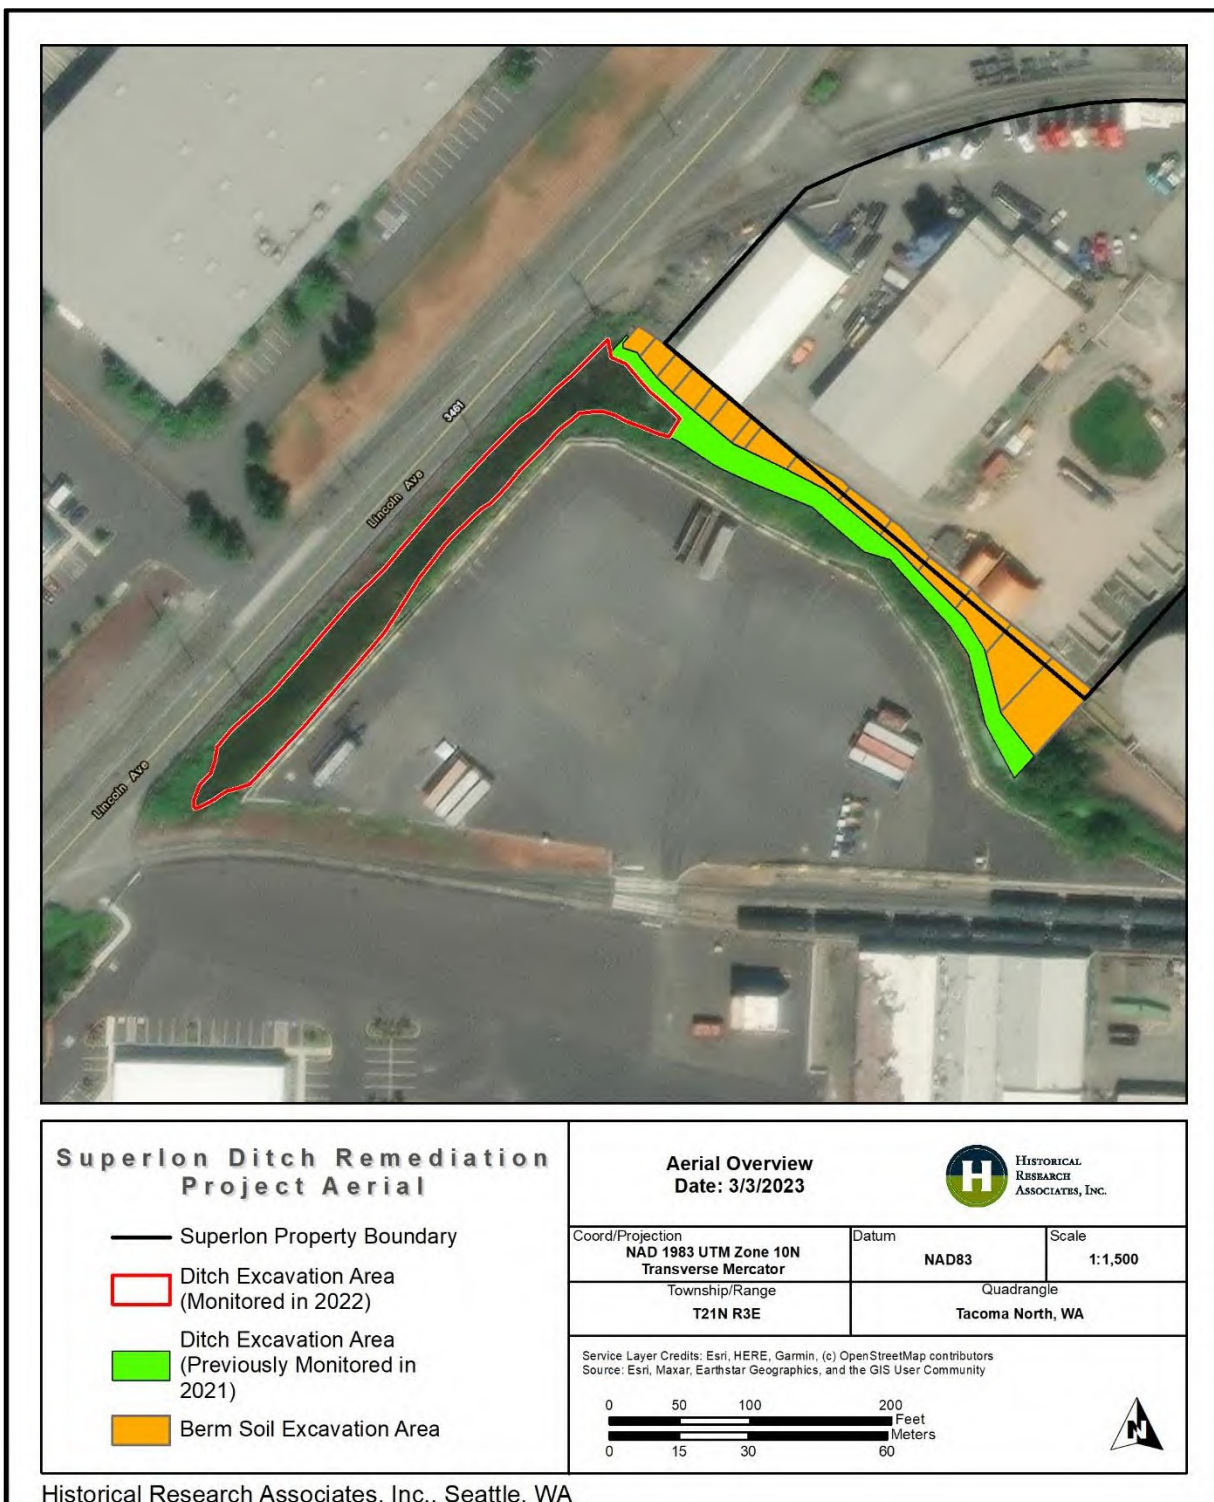 3461
Lincoln Ave
Lincoln Ave
Superlon Ditch Remediation
Project Aerial
Superlon Property Boundary
Ditch Excavation Area
(Monitored in 2022)
Ditch Excavation Area
(Previously Monitored in
2021)
Berm Soil Excavation Area
Aerial Overview
Date: 3/3/2023
H
HISTORICAL
RESEARCH
ASSOCIATES, INC.
Coord/Projection
NAD 1983 UTM Zone 10N
Transverse Mercator
Datum
NAD83
Scale
1:1,500
Township/Range
T21N R3E
Quadrangle
Tacoma North, WA
Service Layer Credits: Esri, HERE, Garmin, (c) OpenStreetMap contributors
Source: Esri, Maxar, Earthstar Geographics, and the GIS User Community
0 50 100 200
Feet
Meters
0 15 30 60
N
Historical Research Associates, Inc., Seattle, WA